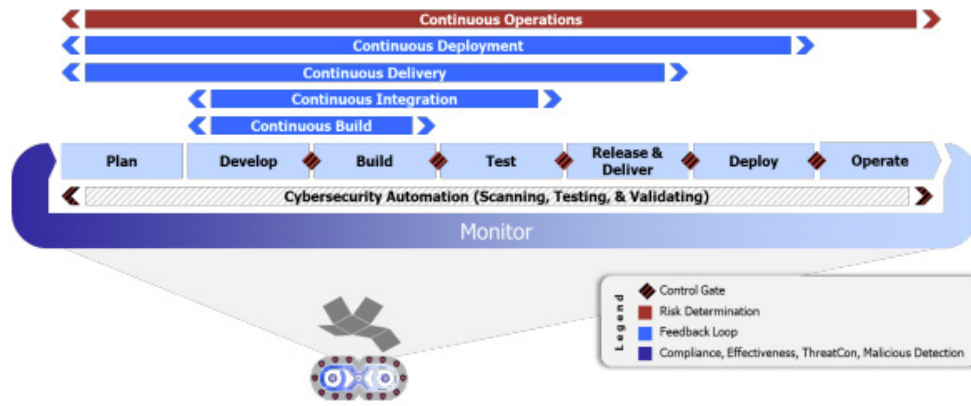 Continuous Operations
Continuous Deployment
Continuous Delivery
Continuous Integration
Continuous Build
Plan
Develop
Build
Test
Release &
Deliver
Deploy
Operate
Cybersecurity Automation (Scanning, Testing, & Validating)
Monitor
Legend
Control Gate
Risk Determination
Feedback Loop
Compliance, Effectiveness, ThreatCon, Malicious Detection